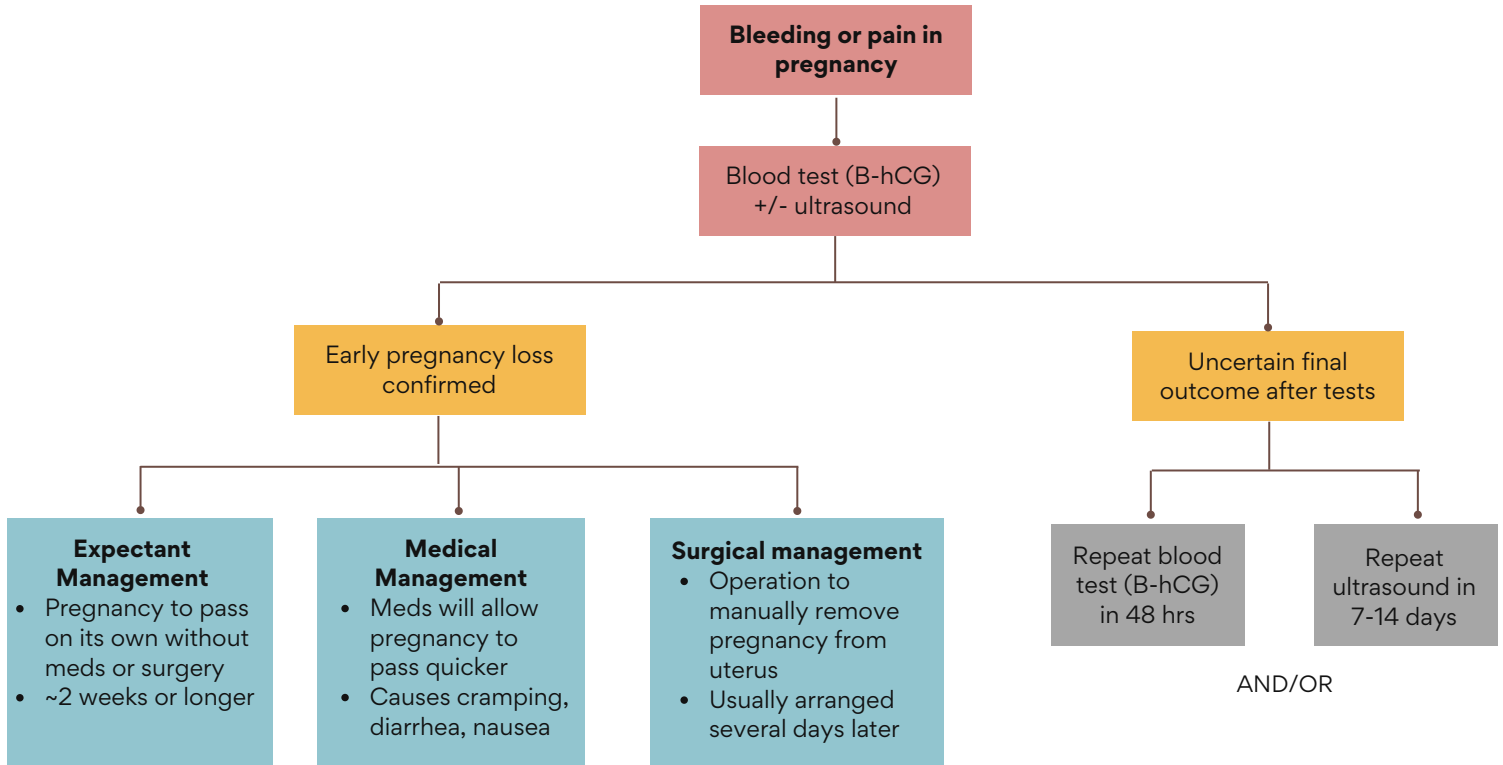 Bleeding or pain in
pregnancy
Blood test (B-hCG)
+/- ultrasound
Early pregnancy loss
confirmed
Uncertain final
outcome after tests
Expectant
Management
• Pregnancy to pass
on its own without
meds or surgery
• ~2 weeks or longer
Medical
Management
• Meds will allow
pregnancy to
pass quicker
• Causes cramping,
diarrhea, nausea
Surgical management
• Operation to
manually remove
pregnancy from
uterus
• Usually arranged
several days later
Repeat blood
test (B-hCG)
in 48 hrs
Repeat
ultrasound in
7-14 days
AND/OR